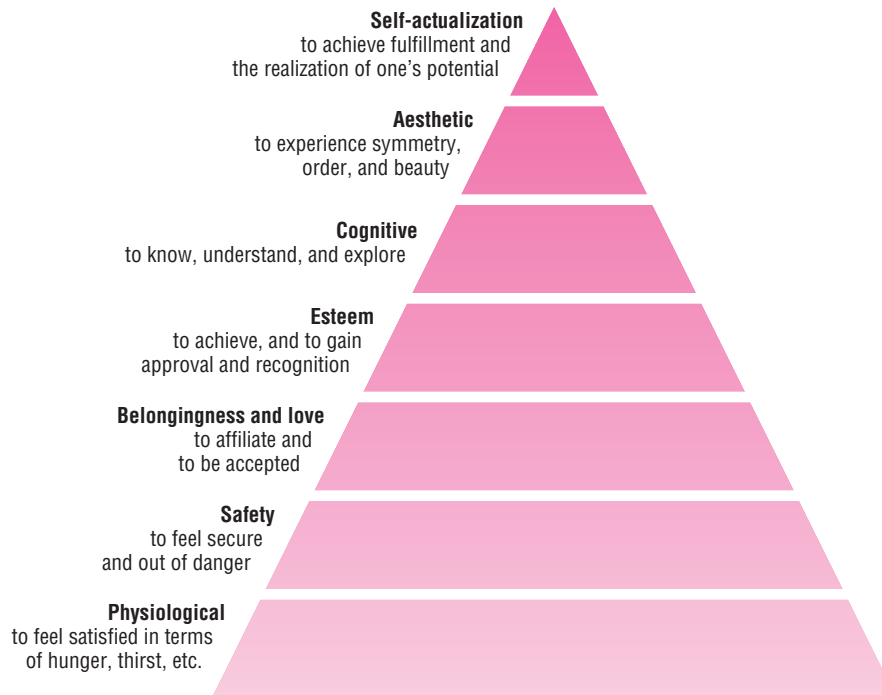 Self-actualization
to achieve fulfillment and
the realization of one’s potential
Aesthetic
to experience symmetry,
order, and beauty
Cognitive
to know, understand, and explore
Esteem
to achieve, and to gain
approval and recognition
Belongingness and love
to affiliate and
to be accepted
Safety
to feel secure
and out of danger
Physiological
to feel satisfied in terms
of hunger, thirst, etc.